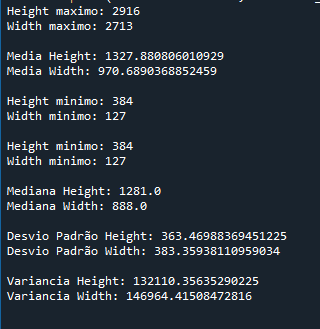 Height maximo: 2916
Width maximo: 2713
Media Height: 1327.880806010929
Media Width: 970.6890368852459
Height minimo: 384
Width minimo: 127
Height minimo: 384
Width minimo: 127
Mediana Height: 1281.0
Mediana Width: 888.0
Desvio Padrão Height: 363.46988369451225
Desvio Padrão Width: 383.35938110959034
Variancia Height: 132110.35635290225
Variancia Width: 146964.41508472816